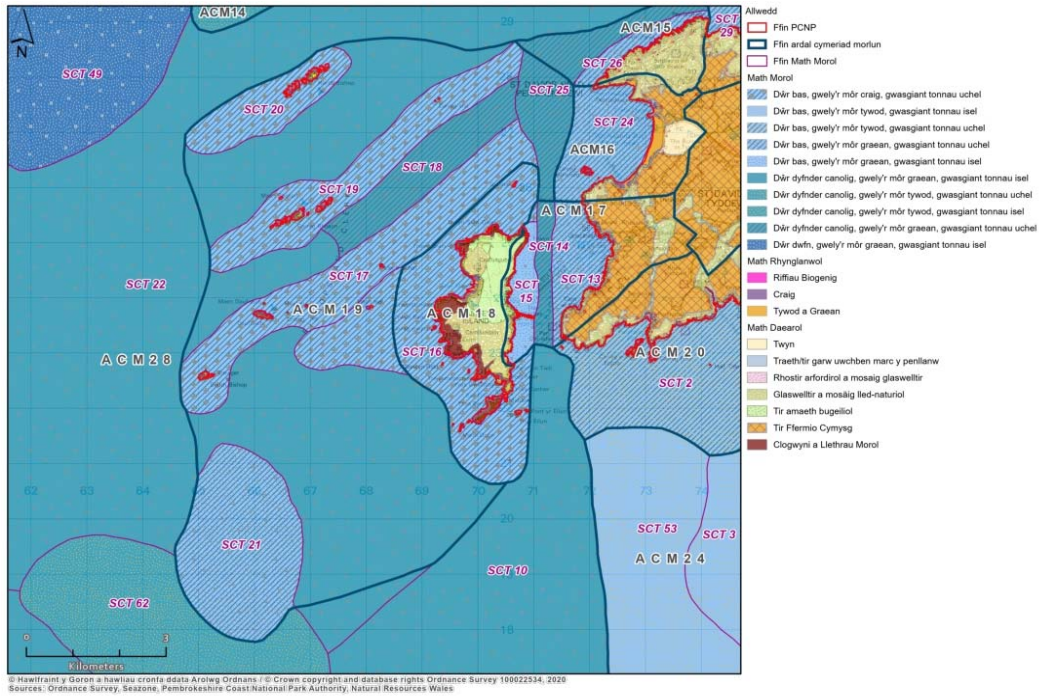 ACM14
ACM15
SCT 29
SCT 49
SCT 26
SCT 20
SCT 25
SCT 24
ACM16
SCT 18
SCT 19
ACM17
SCT 14
SCT 22
SCT 17
SCT 13
SCT 15
ACM19
ACM18
SCT 16
ACM28
ACM20
SCT 2
62 63 64 66 67 68 69 70 71 72 73 74
29
20
18
SCT 53
SCT 3
SCT 21
ACM24
SCT 10
SCT 62
N
0 3
Kilometers
© Hawlfraint y Goron a hawliau cronfa ddata Arolwg Ordnans / © Crown copyright and database rights Ordnance Survey 100022534, 2020
Sources: Ordnance Survey, Seazone, Pembrokeshire Coast National Park Authority, Natural Resources Wales
Allwedd
Ffin PCNP
Ffin ardal cymeriad morlun
Ffin Math Morol
Math Morol
Dŵr bas, gwely'r môr craig, gwasgiant tonnau uchel
Dŵr bas, gwely'r môr tywod, gwasgiant tonnau isel
Dŵr bas, gwely'r môr tywod, gwasgiant tonnau uchel
Dŵr bas, gwely'r môr graean, gwasgiant tonnau uchel
Dŵr bas, gwely'r môr graean, gwasgiant tonnau isel
Dŵr dyfnder canolig, gwely'r môr graean, gwasgiant tonnau isel
Dŵr dyfnder canolig, gwely'r môr tywod, gwasgiant tonnau uchel
Dŵr dyfnder canolig, gwely'r môr tywod, gwasgiant tonnau isel
Dŵr dyfnder canolig, gwely'r môr graean, gwasgiant tonnau uchel
Dŵr dwfn, gwely'r môr graean, gwasgiant tonnau isel
Math Rhynglanwol
Riffiau Biogenig
Craig
Tywod a Graean
Math Daearol
Twyn
Traeth/tir garw uwchben marc y penllanw
Rhostir arfordirol a mosaig glaswelltir
Glaswelltir a mosäig lled-naturiol
Tir amaeth bugeiliol
Tir Ffermio Cymysg
Clogwyni a Llethrau Morol